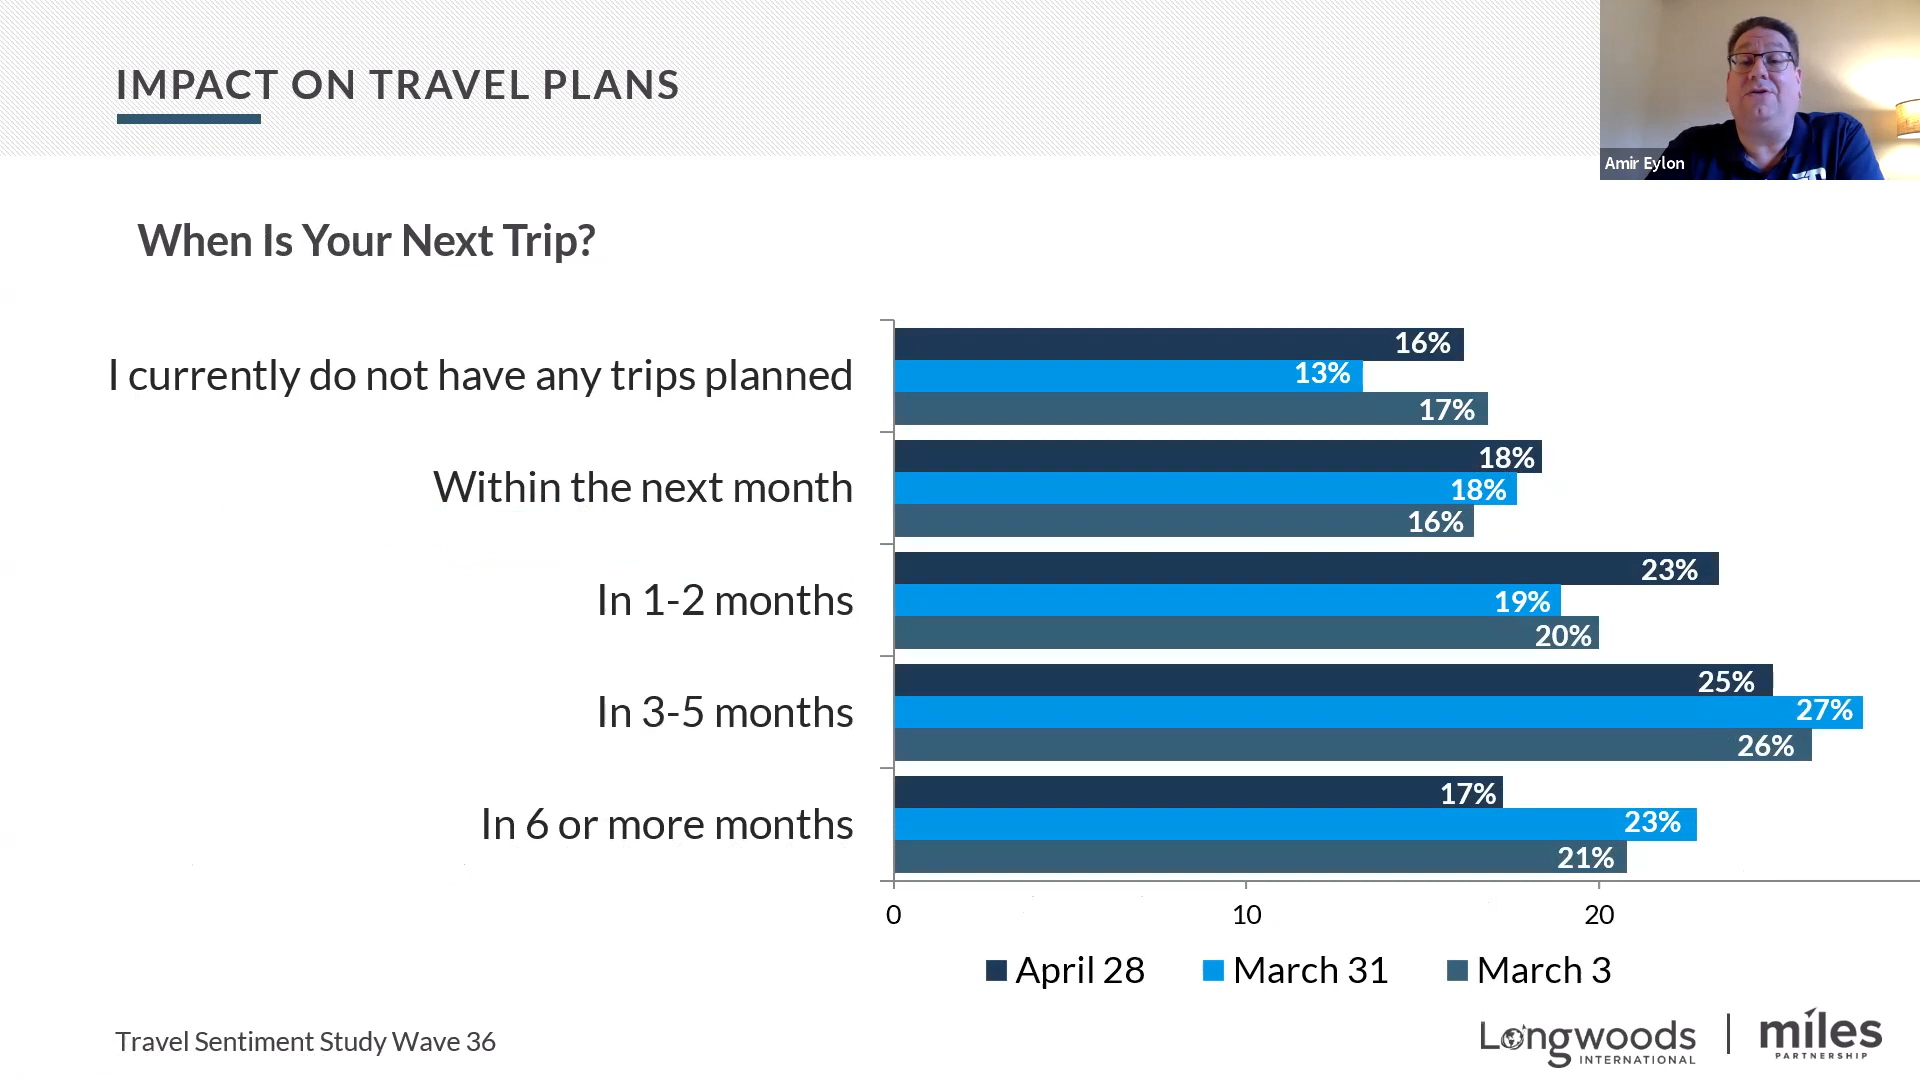 IMPACT ON TRAVEL PLANS
Amir Eylon
When Is Your Next Trip?
I currently do not have any trips planned
16%
13%
17%
Within the next month
18%
18%
16%
In 1-2 months
23%
19%
20%
In 3-5 months
25%
27%
26%
In 6 or more months
17%
23%
21%
0 10 20
April 28 March 31 March 3
Travel Sentiment Study Wave 36
Longwoods INTERNATIONAL
miles PARTNERSHIP